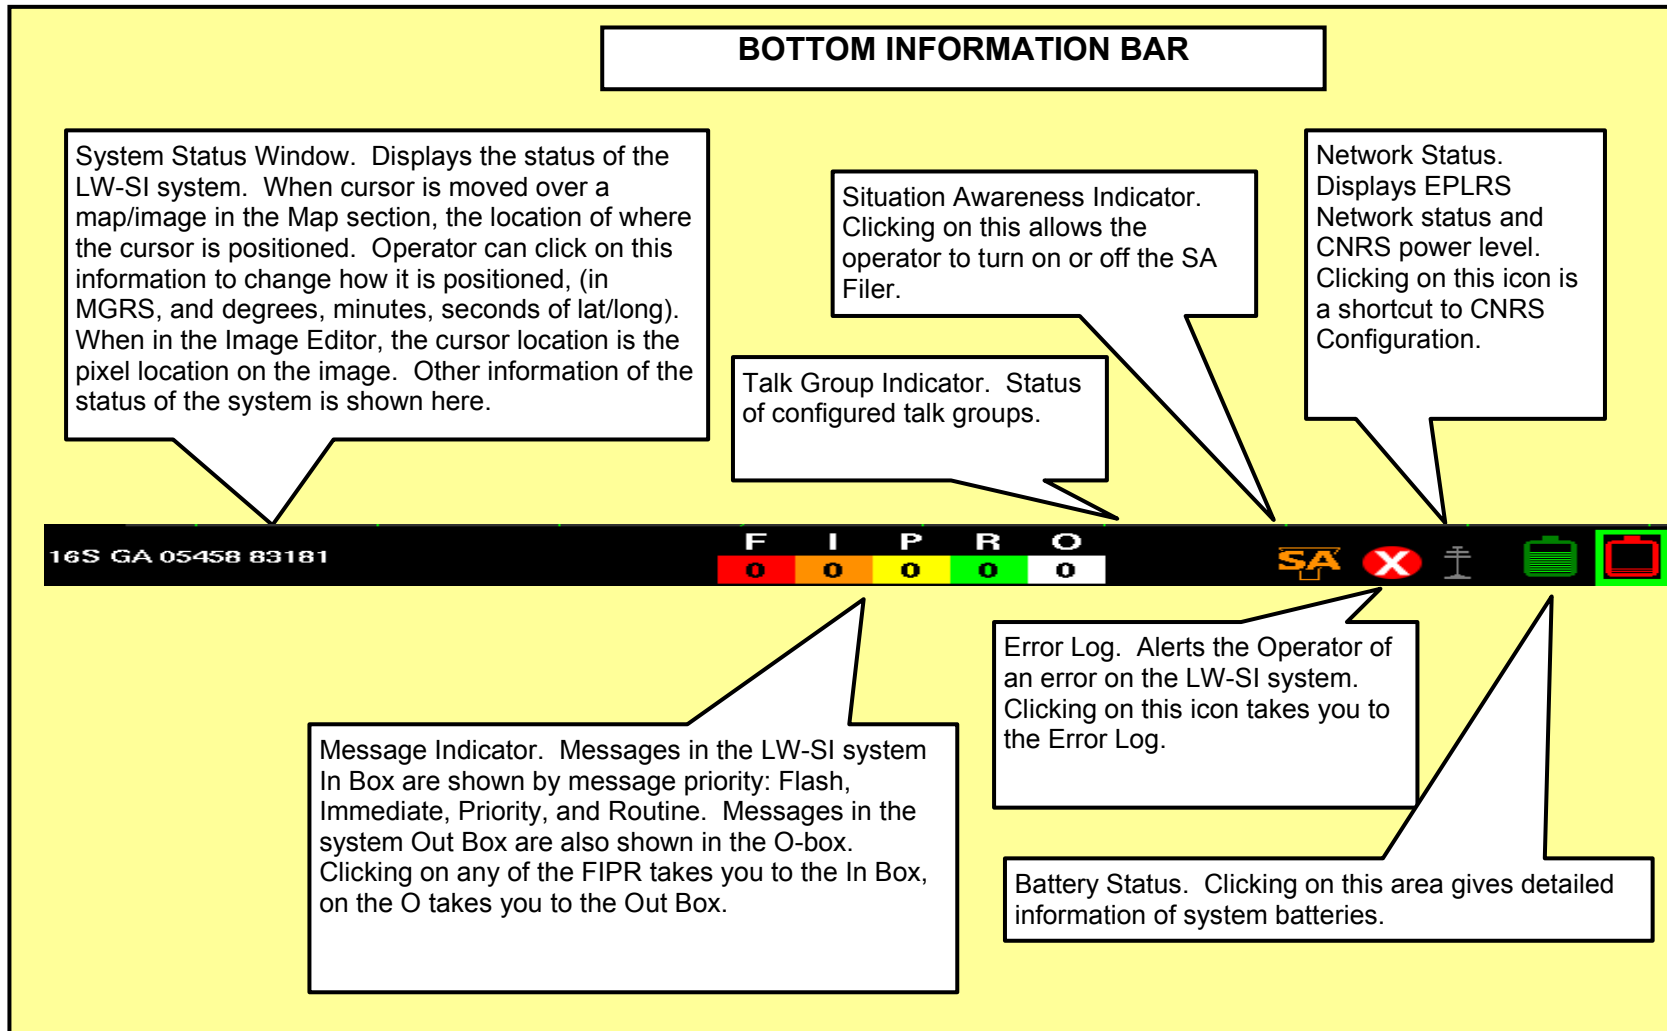 BOTTOM INFORMATION BAR
System Status Window.  Displays the status of the
LW-SI system.  When cursor is moved over a
map/image in the Map section, the location of where
the cursor is positioned.  Operator can click on this
information to change how it is positioned, (in
MGRS, and degrees, minutes, seconds of lat/long).
When in the Image Editor, the cursor location is the
pixel location on the image.  Other information of the
status of the system is shown here.
Situation Awareness Indicator.
Clicking on this allows the
operator to turn on or off the SA
Filer.
Network Status.
Displays EPLRS
Network status and
CNRS power level.
Clicking on this icon is
a shortcut to CNRS
Configuration.
Talk Group Indicator.  Status
of configured talk groups.
16S GA 05458 83181
F I P R O
0 0 0 0 0
SA
X
Error Log.  Alerts the Operator of
an error on the LW-SI system.
Clicking on this icon takes you to
the Error Log.
Message Indicator.  Messages in the LW-SI system
In Box are shown by message priority: Flash,
Immediate, Priority, and Routine.  Messages in the
system Out Box are also shown in the O-box.
Clicking on any of the FIPR takes you to the In Box,
on the O takes you to the Out Box.
Battery Status.  Clicking on this area gives detailed
information of system batteries.